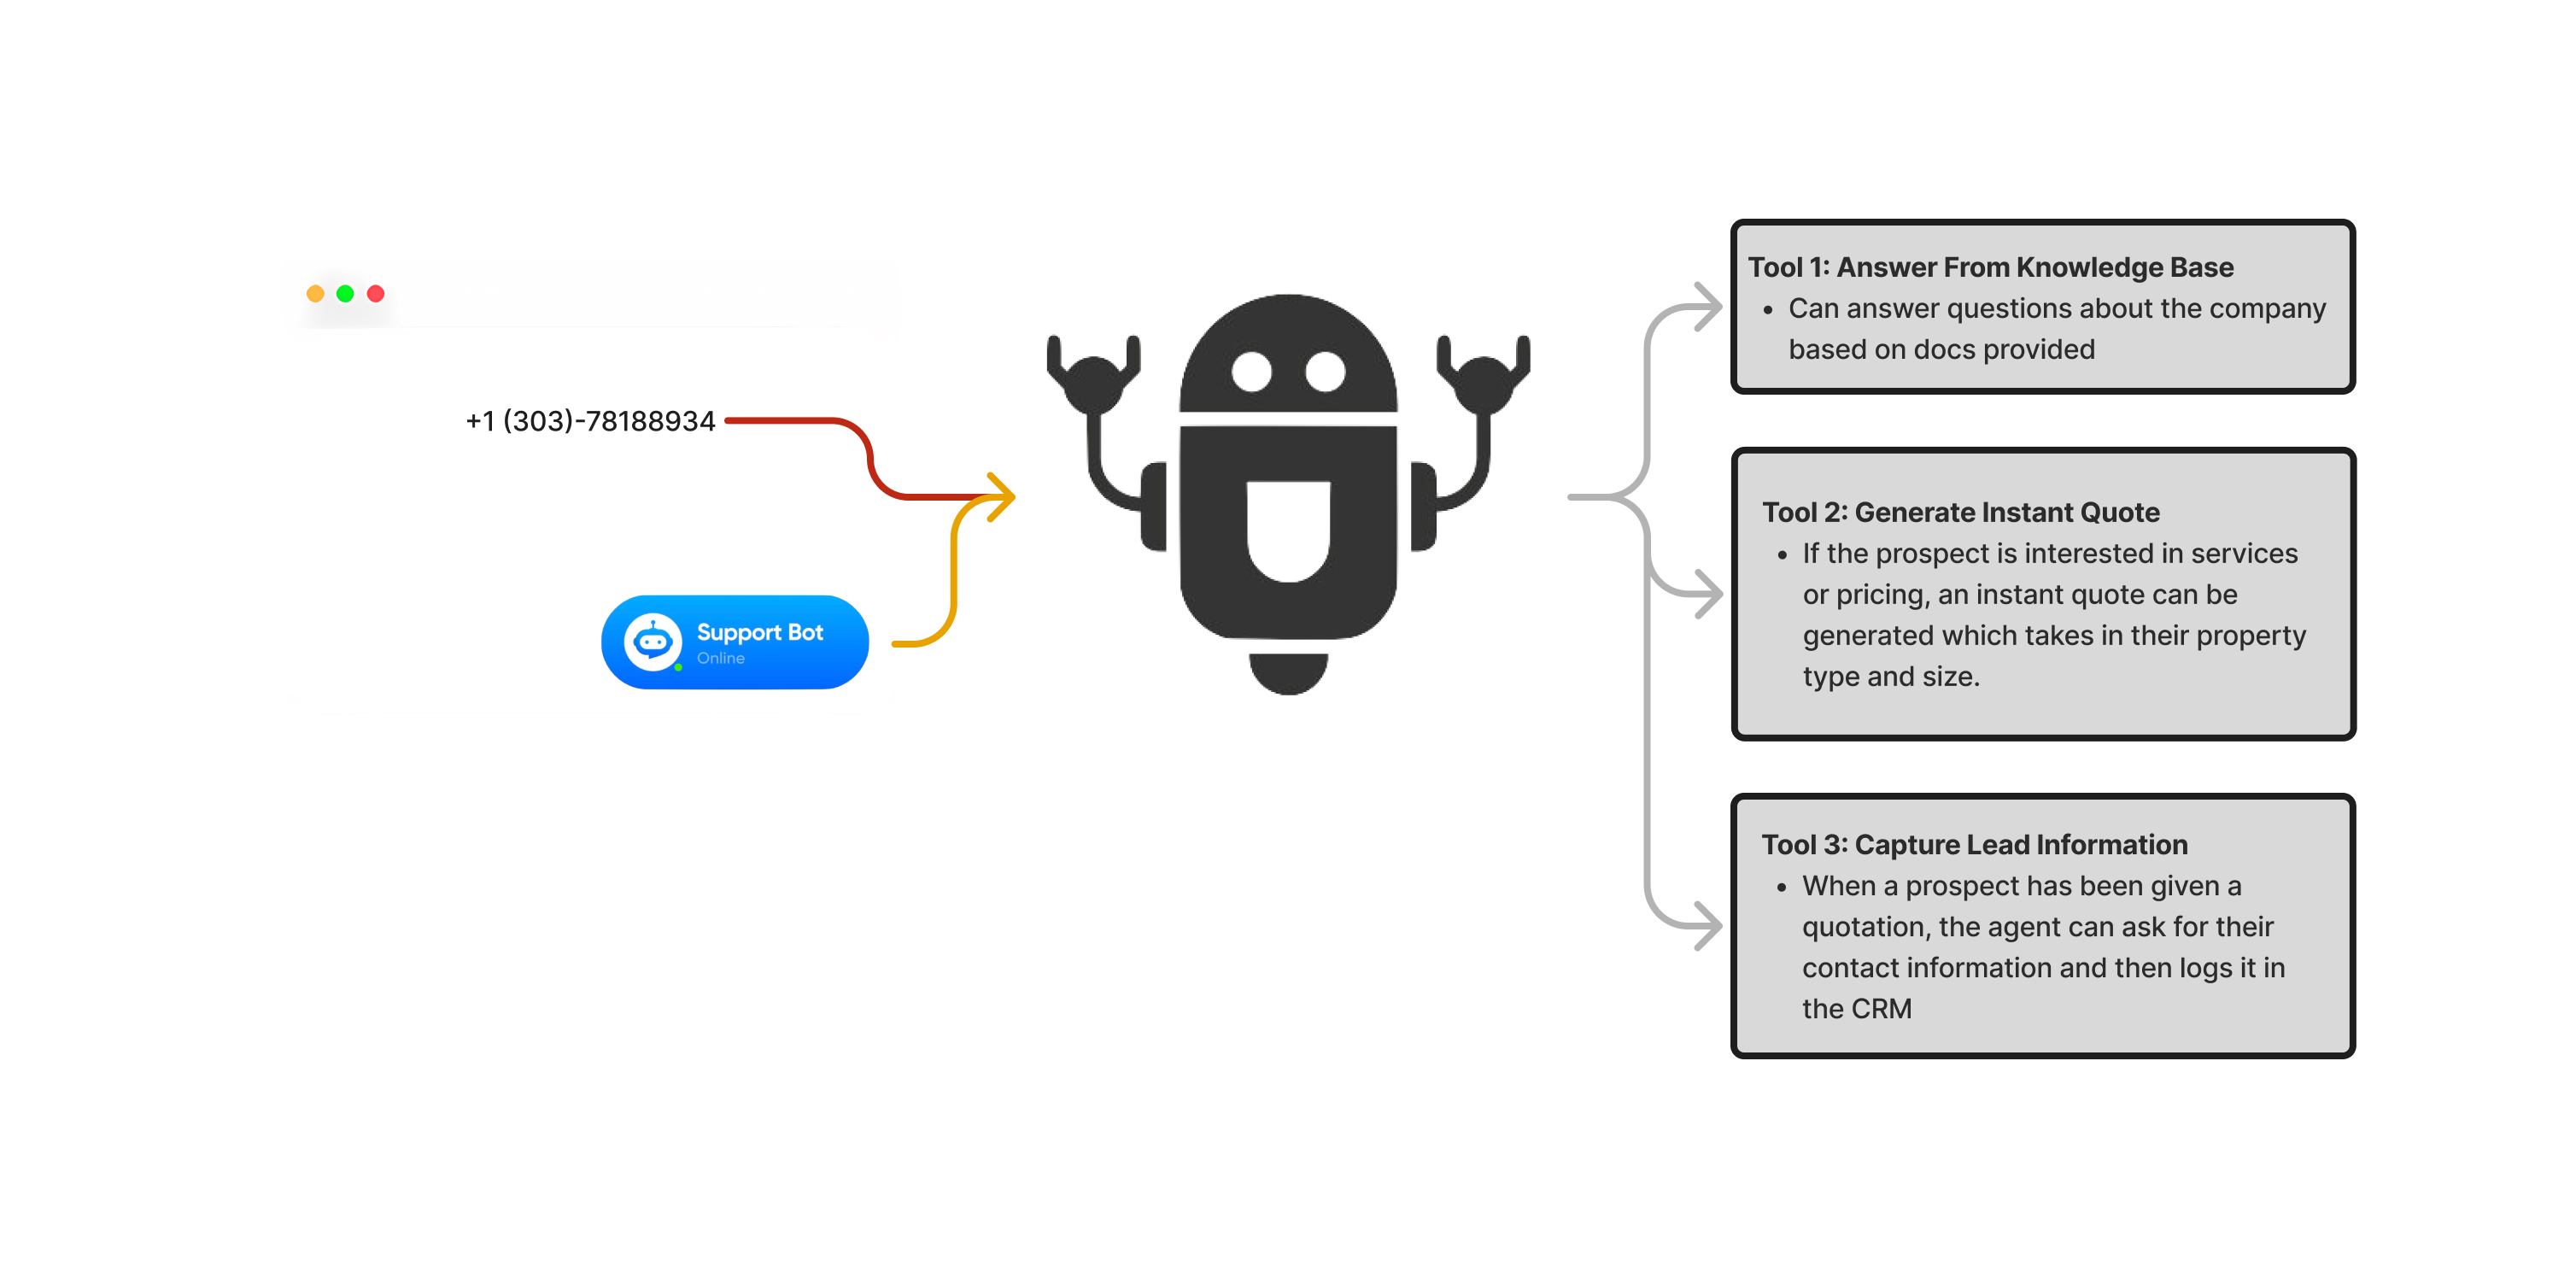 +1 (303)-78188934
Support Bot
Online
Tool 1: Answer From Knowledge Base
• Can answer questions about the company
based on docs provided
Tool 2: Generate Instant Quote
• If the prospect is interested in services
or pricing, an instant quote can be
generated which takes in their property
type and size.
Tool 3: Capture Lead Information
• When a prospect has been given a
quotation, the agent can ask for their
contact information and then logs it in
the CRM